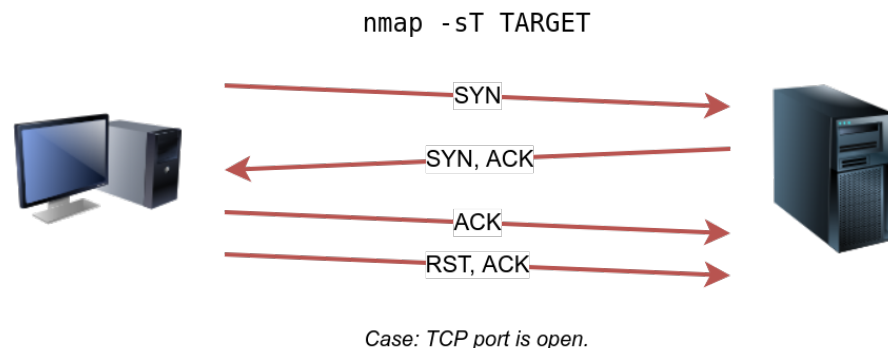 nmap -sT TARGET
SYN
SYN, ACK
ACK
RST, ACK
Case: TCP port is open.